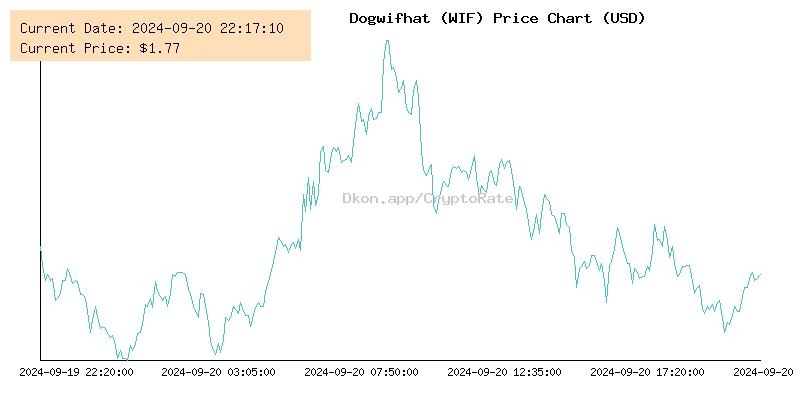 Dogwifhat (WIF) Price Chart (USD)
Current Date: 2024-09-20 22:17:10
Current Price: $1.77
Dkon.app/CryptoRate
2024-09-19 22:20:00 2024-09-20 03:05:00 2024-09-20 07:50:00 2024-09-20 12:35:00 2024-09-20 17:20:00 2024-09-20